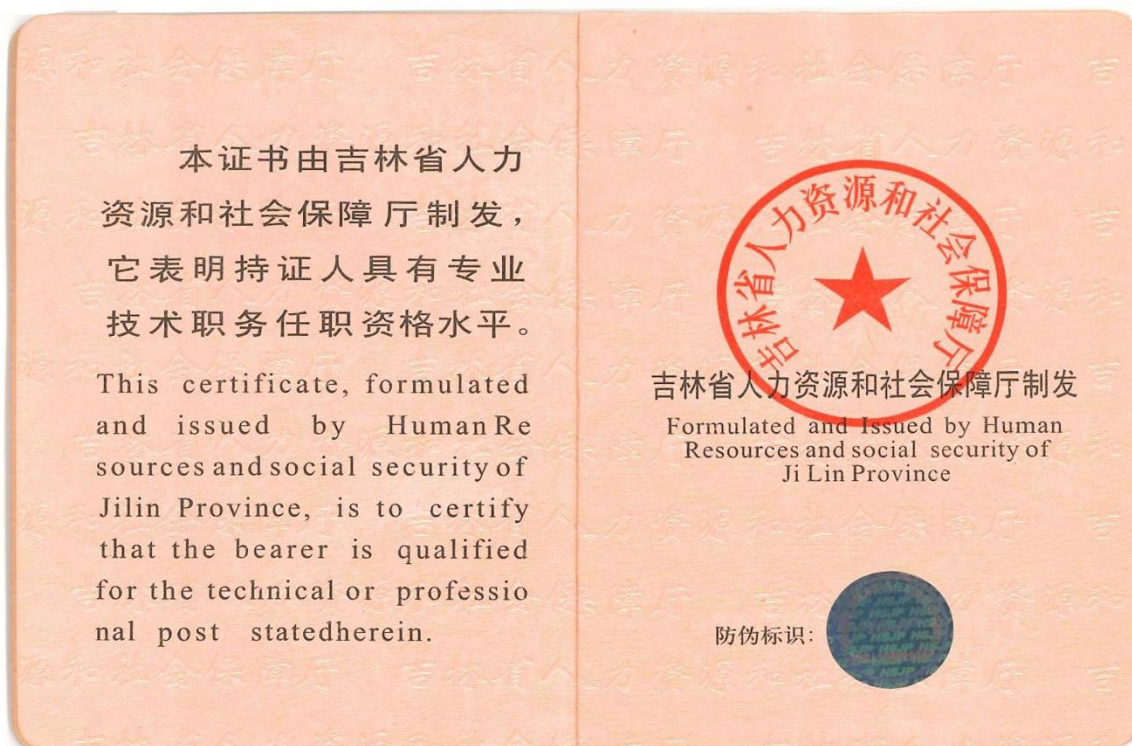 本证书由吉林省人力
资源和社会保障厅制发，
它表明持证人具有专业
技术职务任职资格水平。
This certificate, formulated
and issued by Human Re
sources and social security of
Jilin Province, is to certify
that the bearer is qualified
for the technical or professio
nal post statedherein.
吉林省人力资源和社会保障厅
吉林省人力资源和社会保障厅制发
Formulated and Issued by Human
Resources and social security of
Ji Lin Province
防伪标识：